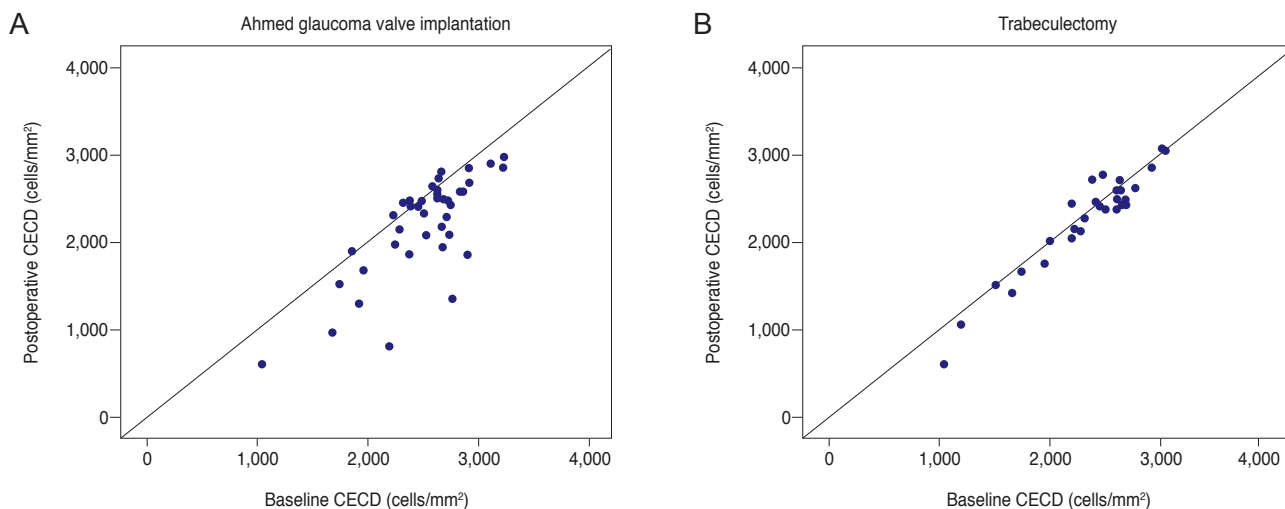 A
Ahmed glaucoma valve implantation
Postoperative CECD (cells/mm²)
4,000
3,000
2,000
1,000
0
0 1,000 2,000 3,000 4,000
Baseline CECD (cells/mm²)
B
Trabeculectomy
Postoperative CECD (cells/mm²)
4,000
3,000
2,000
1,000
0
0 1,000 2,000 3,000 4,000
Baseline CECD (cells/mm²)